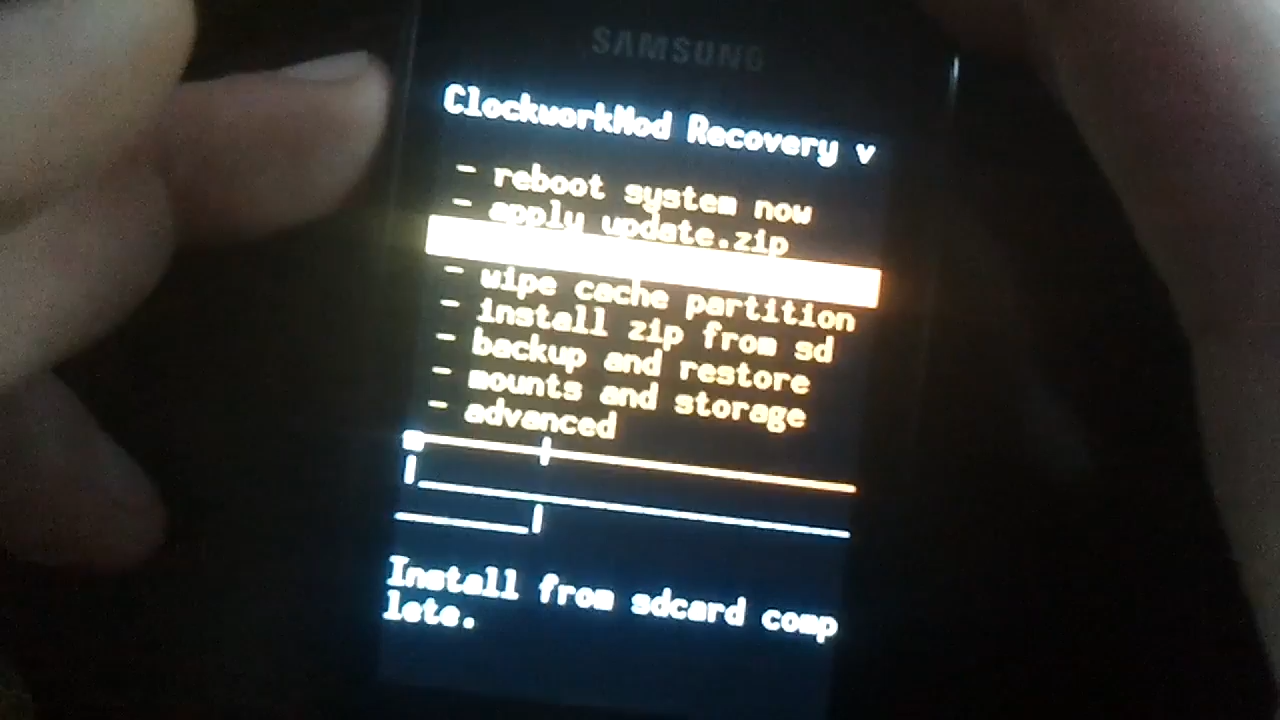 SAMSUNG
ClockworkMod Recovery v
- reboot system now
- apply update.zip
- wipe cache partition
- install zip from sd
- backup and restore
- mounts and storage
- advanced
Install from sdcard comp
lete.